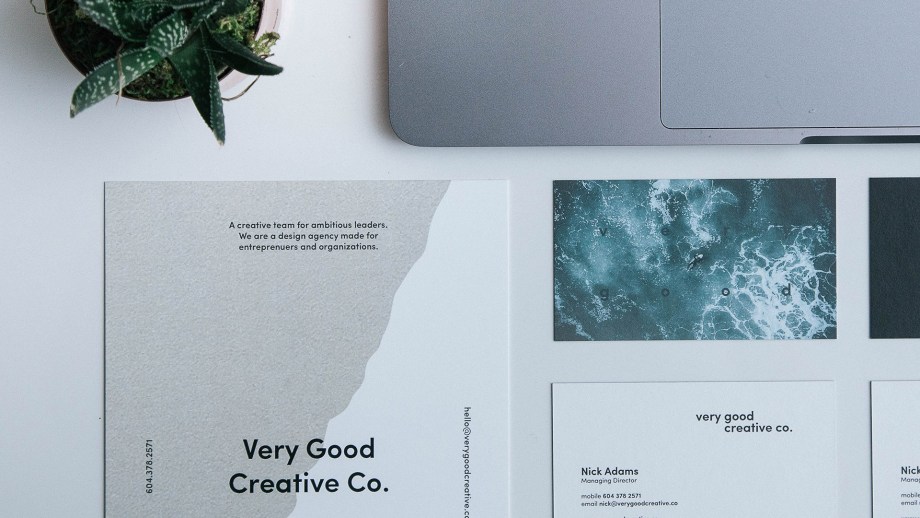 A creative team for ambitious leaders.
We are a design agency made for
entreprenuers and organizations.
604.378.2571
Very Good
Creative Co.
hello@verygoodcreative.co
v e r y
g o o d
very good
creative co.
Nick Adams
Managing Director
mobile 604 378 2571
email nick@verygoodcreative.co
Nick
Manag
mobile
email